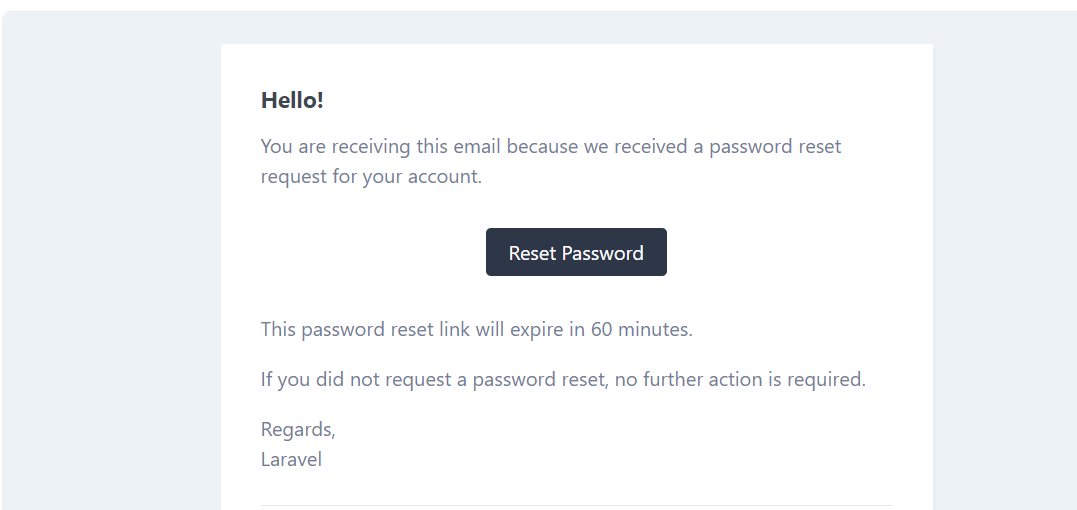 Hello!
You are receiving this email because we received a password reset
request for your account.
Reset Password
This password reset link will expire in 60 minutes.
If you did not request a password reset, no further action is required.
Regards,
Laravel